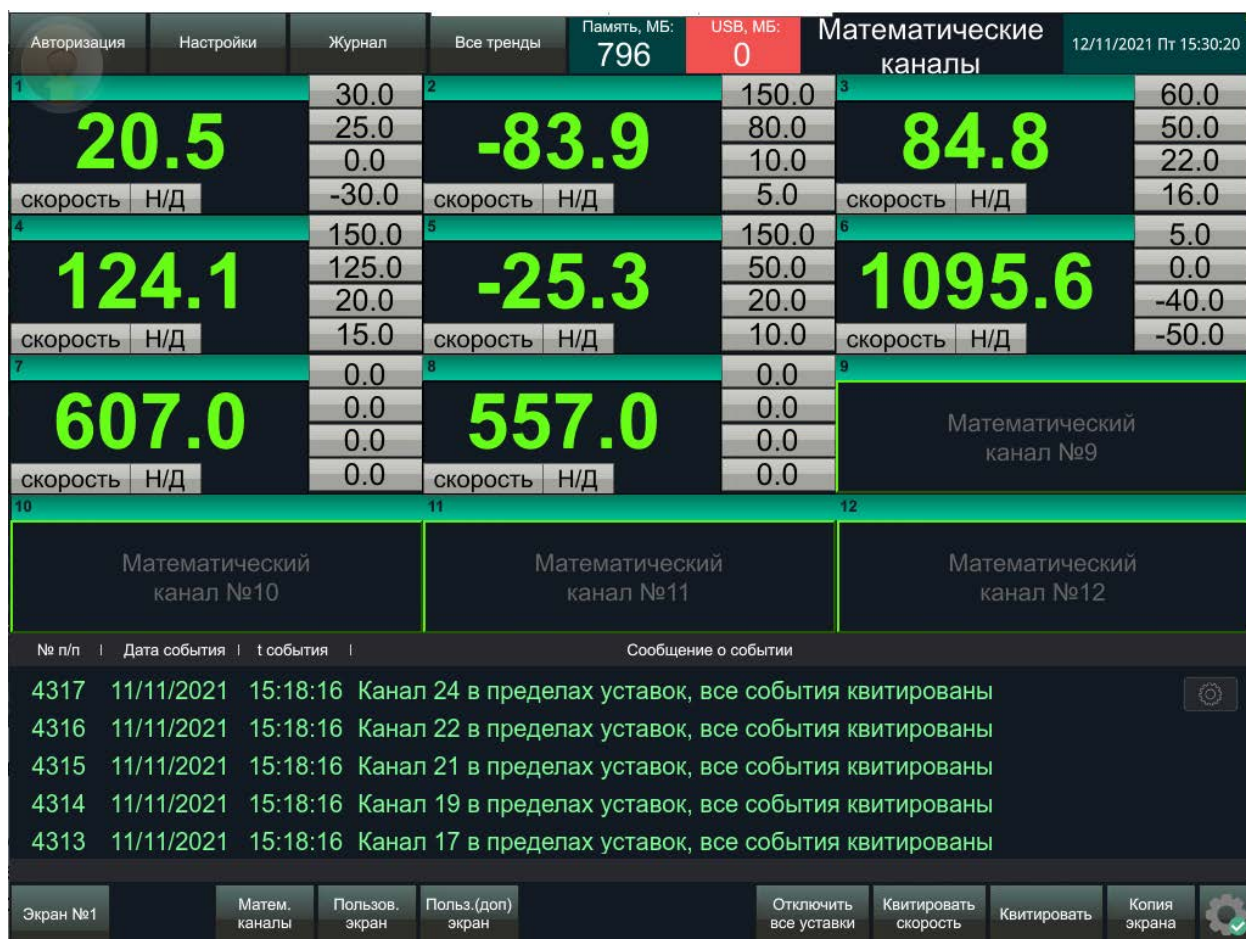 Авторизация
Настройки
Журнал
Все тренды
Память, МБ:
796
USB, МБ:
0
Математические
каналы
12/11/2021 Пт 15:30:20
1
20.5
скорость Н/Д
30.0
25.0
0.0
-30.0
2
-83.9
скорость Н/Д
150.0
80.0
10.0
5.0
3
84.8
скорость Н/Д
60.0
50.0
22.0
16.0
4
124.1
скорость Н/Д
150.0
125.0
20.0
15.0
5
-25.3
скорость Н/Д
150.0
50.0
20.0
10.0
6
1095.6
скорость Н/Д
5.0
0.0
-40.0
-50.0
7
607.0
скорость Н/Д
0.0
0.0
0.0
0.0
8
557.0
скорость Н/Д
0.0
0.0
0.0
0.0
9
Математический
канал №9
10
Математический
канал №10
11
Математический
канал №11
12
Математический
канал №12
№ п/п | Дата события | t события | Сообщение о событии
4317 11/11/2021 15:18:16 Канал 24 в пределах уставок, все события квитированы
4316 11/11/2021 15:18:16 Канал 22 в пределах уставок, все события квитированы
4315 11/11/2021 15:18:16 Канал 21 в пределах уставок, все события квитированы
4314 11/11/2021 15:18:16 Канал 19 в пределах уставок, все события квитированы
4313 11/11/2021 15:18:16 Канал 17 в пределах уставок, все события квитированы
Экран №1
Матем.
каналы
Пользов.
экран
Польз.(доп)
экран
Отключить
все уставки
Квитировать
скорость
Квитировать
Копия
экрана